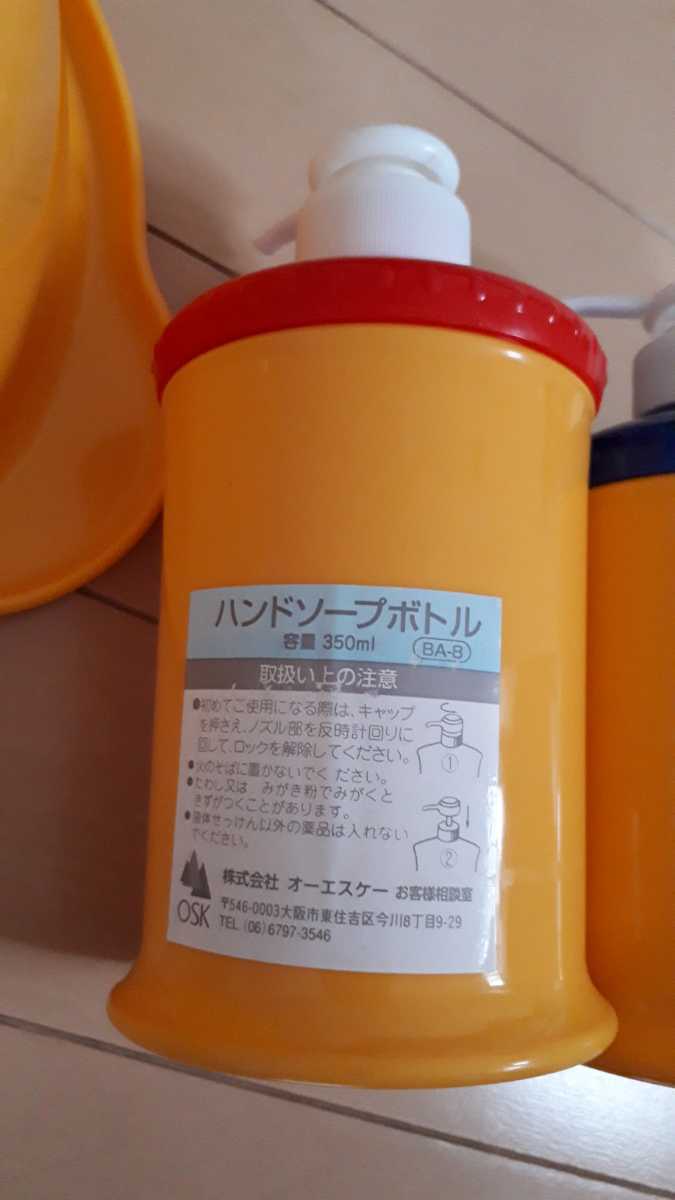 ハンドソープボトル
容量 350ml BA-8
取扱い上の注意
●初めてご使用になる際は、キャップ
を押さえ、ノズル部を反時計回りに
回して、ロックを解除してください。
●火のそばに置かないでく ださい。
●たわし又は みがき粉でみがくと
きずがつくことがあります。
●液体せっけん以外の薬品は入れない
でください。
①
②
OSK
株式会社 オーエスケー お客様相談室
〒546-0003大阪市東住吉区今川8丁目9-29
TEL (06) 6797-3546